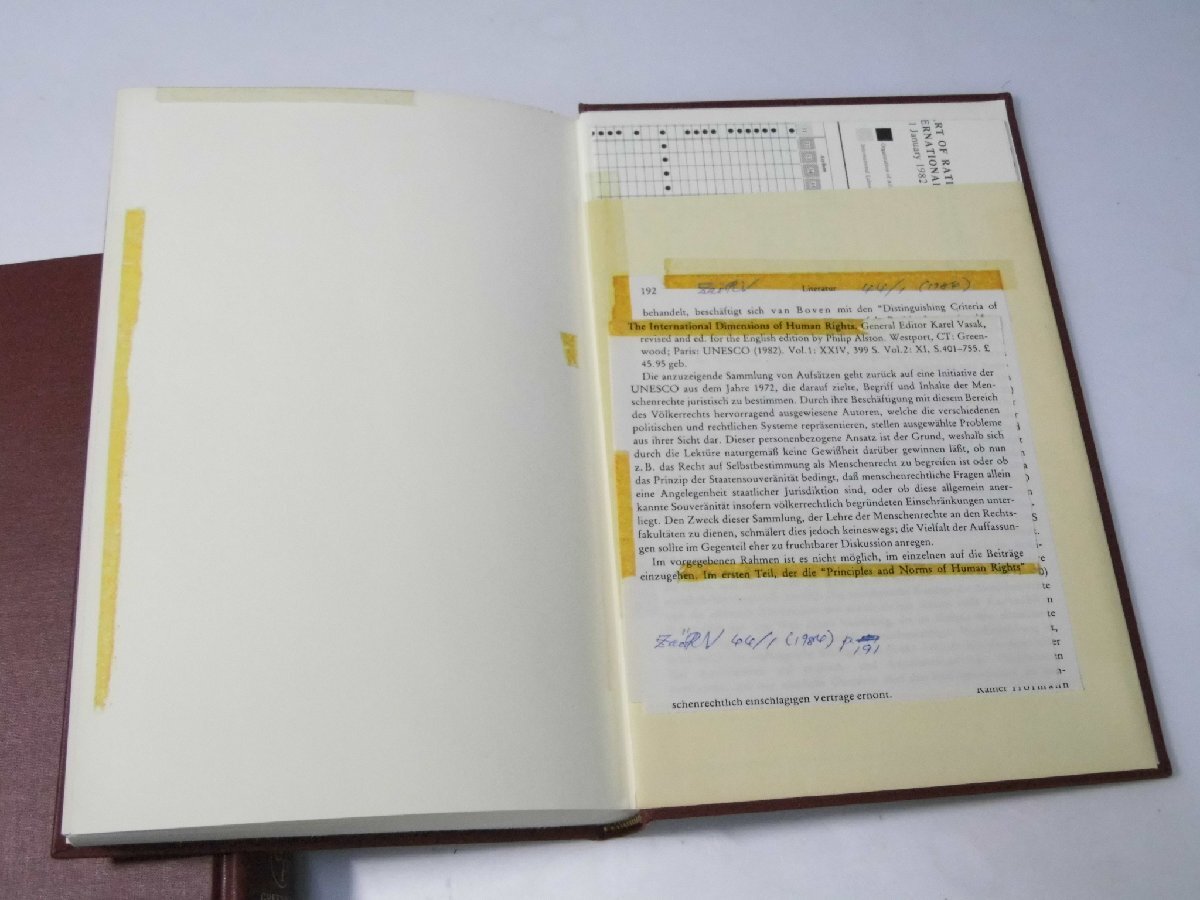 RT OF RATI
ERNATIONAL
1 January 1982
192 ZaöRV Literatur 44/1 (1984)
behandelt, beschäftigt sich van Boven mit den "Distinguishing Criteria of
The International Dimensions of Human Rights. General Editor Karel Vasak,
revised and ed. for the English edition by Philip Alston. Westport, CT: Green-
wood; Paris: UNESCO (1982). Vol.1: XXIV, 399 S. Vol.2: XI, S.401–755. £
45.95 geb.
Die anzuzeigende Sammlung von Aufsätzen geht zurück auf eine Initiative der
UNESCO aus dem Jahre 1972, die darauf zielte, Begriff und Inhalte der Men-
schenrechte juristisch zu bestimmen. Durch ihre Beschäftigung mit diesem Bereich
des Völkerrechts hervorragend ausgewiesene Autoren, welche die verschiedenen
politischen und rechtlichen Systeme repräsentieren, stellen ausgewählte Probleme
aus ihrer Sicht dar. Dieser personenbezogene Ansatz ist der Grund, weshalb sich
durch die Lektüre naturgemäß keine Gewißheit darüber gewinnen läßt, ob nun
z.B. das Recht auf Selbstbestimmung als Menschenrecht zu begreifen ist oder ob
das Prinzip der Staatensouveränität bedingt, daß menschenrechtliche Fragen allein
eine Angelegenheit staatlicher Jurisdiktion sind, oder ob diese allgemein aner-
kannte Souveränität insofern völkerrechtlich begründeten Einschränkungen unter-
liegt. Den Zweck dieser Sammlung, der Lehre der Menschenrechte an den Rechts-
fakultäten zu dienen, schmälert dies jedoch keineswegs; die Vielfalt der Auffassun-
gen sollte im Gegenteil eher zu fruchtbarer Diskussion anregen.
Im vorgegebenen Rahmen ist es nicht möglich, im einzelnen auf die Beiträge
einzugehen. Im ersten Teil, der die "Principles and Norms of Human Rights"
ZaöRV 44/1 (1984) p. 191
schenrechtlich einschlägigen Verträge erhöht. Rainer Hofmann